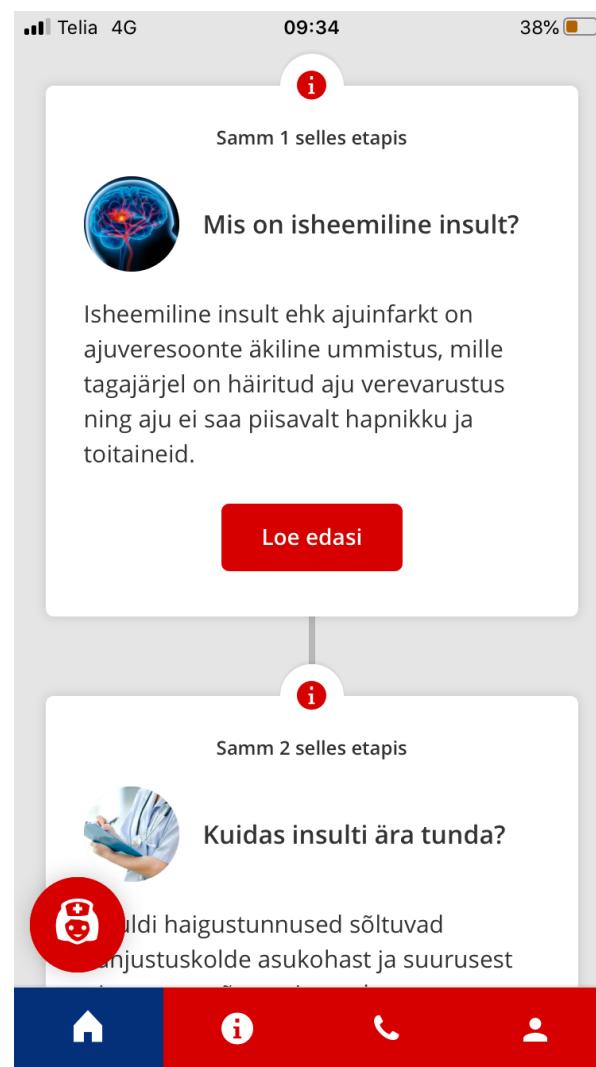 Telia 4G 09:34 38%
Samm 1 selles etapis
Mis on isheemiline insult?
Isheemiline insult ehk ajuinfarkt on
ajuveresoonte äkiline ummistus, mille
tagajärjel on häiritud aju verevarustus
ning aju ei saa piisavalt hapnikku ja
toitaineid.
Loe edasi
Samm 2 selles etapis
Kuidas insulti ära tunda?
haigustunnused sõltuvad
asukohast ja suurusest